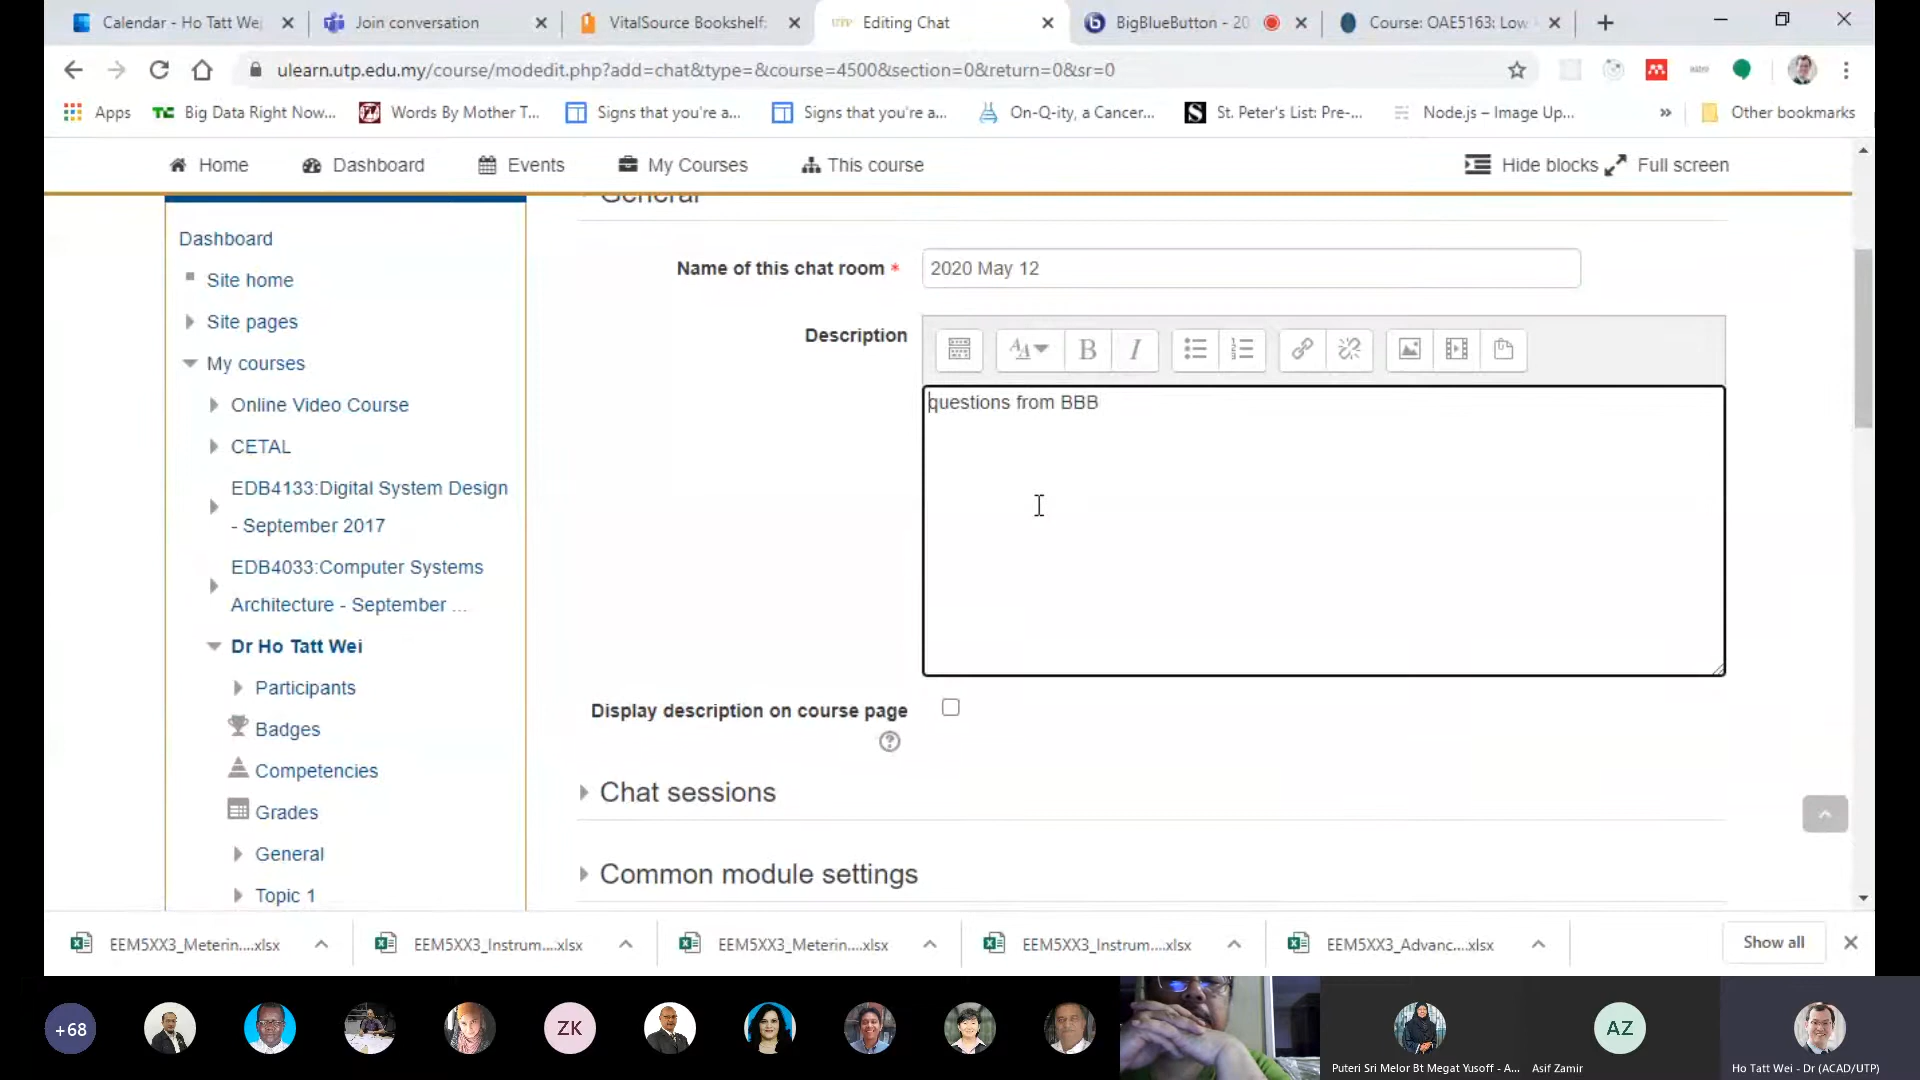 Calendar - Ho Tatt We
Join conversation
VitalSource Bookshelf:
UTP
Editing Chat
BigBlueButton - 20
Course: OAE5163: Low
ulearn.utp.edu.my/course/modedit.php?add=chat&type=&course=4500&section=0&return=0&sr=0
Apps
Big Data Right Now...
Words By Mother T...
Signs that you're a...
Signs that you're a...
On-Q-ity, a Cancer...
St. Peter's List: Pre-...
Node.js – Image Up...
»
Other bookmarks
Home
Dashboard
Events
My Courses
This course
Hide blocks
Full screen
General
Dashboard
Site home
Site pages
My courses
Online Video Course
CETAL
EDB4133:Digital System Design
- September 2017
EDB4033:Computer Systems
Architecture - September ...
Dr Ho Tatt Wei
Participants
Badges
Competencies
Grades
General
Topic 1
Name of this chat room *
2020 May 12
Description
B I
questions from BBB
Display description on course page
?
Chat sessions
Common module settings
EEM5XX3_Meterin....xlsx
EEM5XX3_Instrum....xlsx
EEM5XX3_Meterin....xlsx
EEM5XX3_Instrum....xlsx
EEM5XX3_Advanc....xlsx
Show all
+68
ZK
AZ
Puteri Sri Melor Bt Megat Yusoff - A...
Asif Zamir
Ho Tatt Wei - Dr (ACAD/UTP)